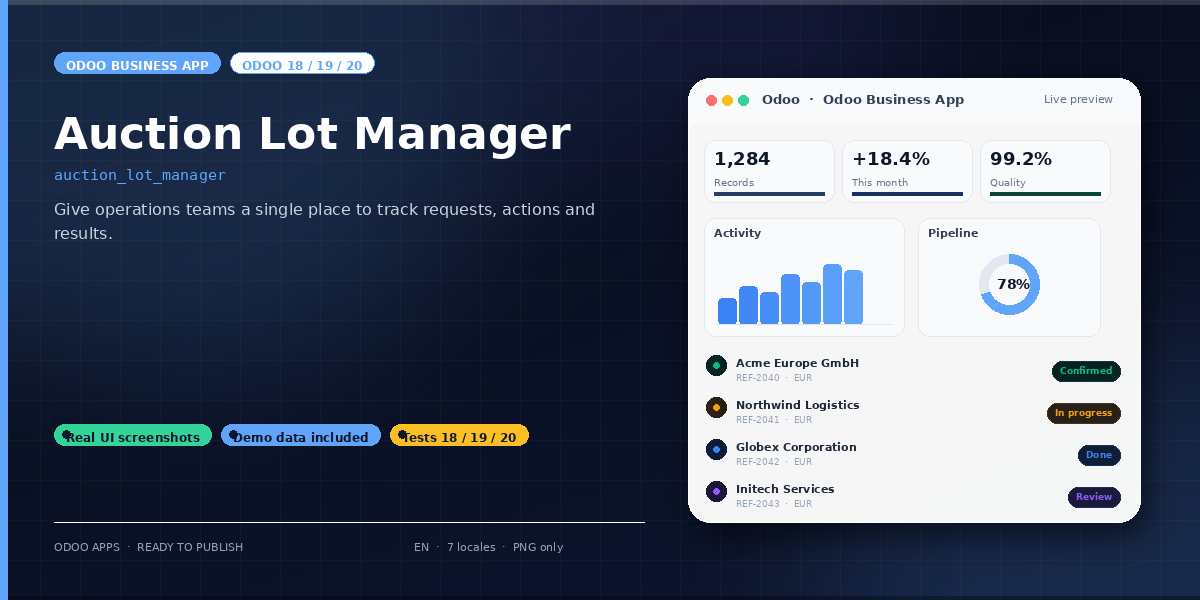 ODOO BUSINESS APP
ODOO 18 / 19 / 20
Auction Lot Manager
auction_lot_manager
Give operations teams a single place to track requests, actions and
results.
Real UI screenshots
Demo data included
Tests 18 / 19 / 20
ODOO APPS · READY TO PUBLISH
EN · 7 locales · PNG only
Odoo · Odoo Business App
Live preview
1,284
Records
+18.4%
This month
99.2%
Quality
Activity
Pipeline
78%
Acme Europe GmbH
REF-2040 · EUR
Confirmed
Northwind Logistics
REF-2041 · EUR
In progress
Globex Corporation
REF-2042 · EUR
Done
Initech Services
REF-2043 · EUR
Review